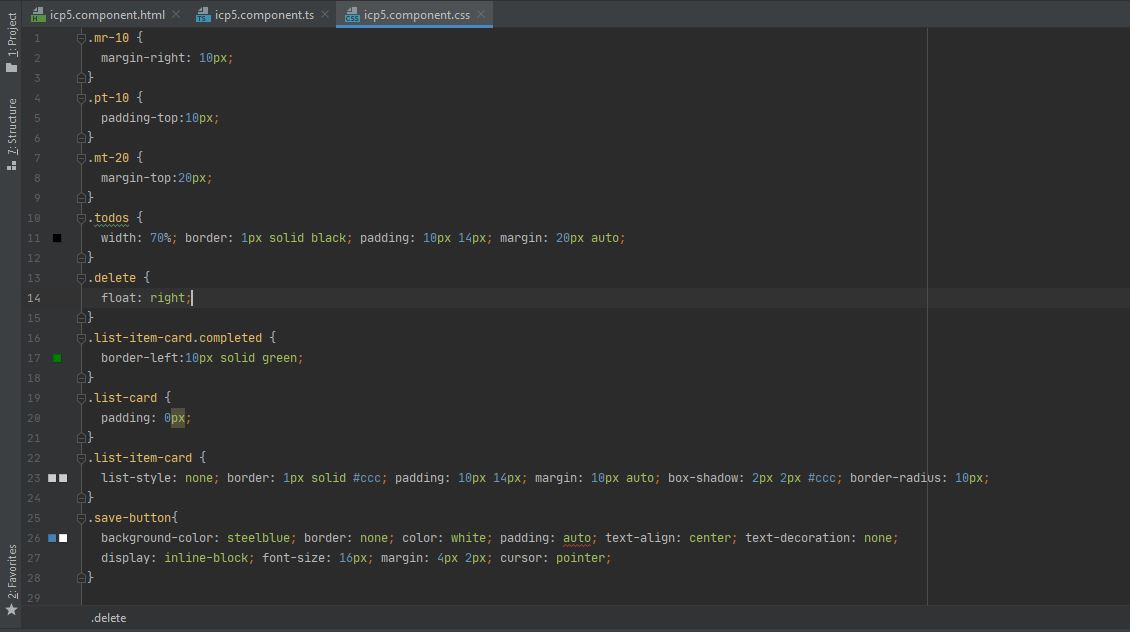 icp5.component.html
icp5.component.ts
icp5.component.css
1: Project
7: Structure
2: Favorites
1 .mr-10 {
2 margin-right: 10px;
3 }
4 .pt-10 {
5 padding-top:10px;
6 }
7 .mt-20 {
8 margin-top:20px;
9 }
10 .todos {
11 width: 70%; border: 1px solid black; padding: 10px 14px; margin: 20px auto;
12 }
13 .delete {
14 float: right;
15 }
16 .list-item-card.completed {
17 border-left:10px solid green;
18 }
19 .list-card {
20 padding: 0px;
21 }
22 .list-item-card {
23 list-style: none; border: 1px solid #ccc; padding: 10px 14px; margin: 10px auto; box-shadow: 2px 2px #ccc; border-radius: 10px;
24 }
25 .save-button{
26 background-color: steelblue; border: none; color: white; padding: auto; text-align: center; text-decoration: none;
27 display: inline-block; font-size: 16px; margin: 4px 2px; cursor: pointer;
28 }
29
.delete